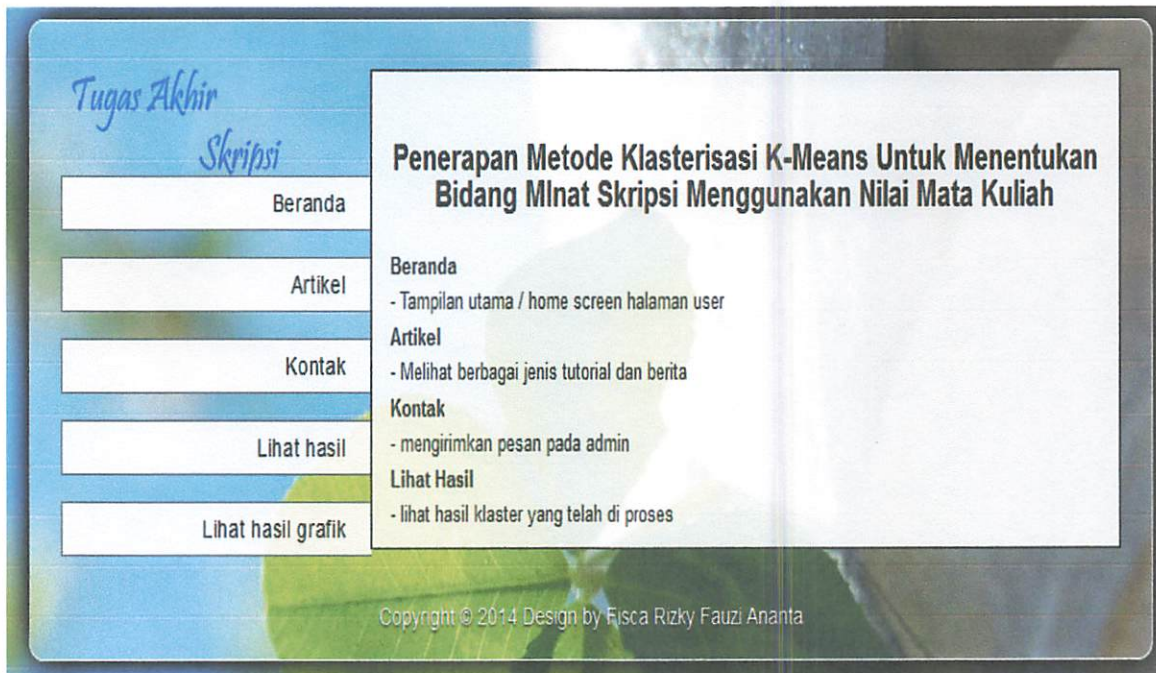 Tugas Akhir
Skripsi
Beranda
Artikel
Kontak
Lihat hasil
Lihat hasil grafik
Penerapan Metode Klasterisasi K-Means Untuk Menentukan
Bidang MInat Skripsi Menggunakan Nilai Mata Kuliah
Beranda
- Tampilan utama / home screen halaman user
Artikel
- Melihat berbagai jenis tutorial dan berita
Kontak
- mengirimkan pesan pada admin
Lihat Hasil
- lihat hasil klaster yang telah di proses
Copyright © 2014 Design by Fisca Rizky Fauzi Ananta